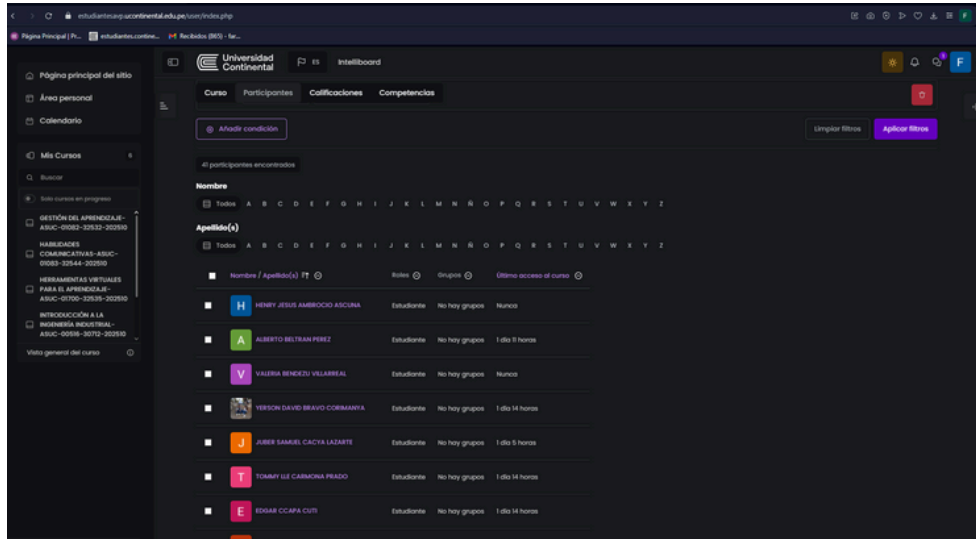 estudiantesavp.ucontinental.edu.pe/user/index.php
Página Principal | Pr...
estudiantes.contine...
Recibidos (865) - far...
Página principal del sitio
Área personal
Calendario
Mis Cursos 6
Buscar
Solo cursos en progreso
GESTIÓN DEL APRENDIZAJE-
ASUC-01082-32532-202510
HABILIDADES
COMUNICATIVAS-ASUC-
01083-32544-202510
HERRAMIENTAS VIRTUALES
PARA EL APRENDIZAJE-
ASUC-01700-32535-202510
INTRODUCCIÓN A LA
INGENIERÍA INDUSTRIAL-
ASUC-00516-30712-202510
Vista general del curso
Universidad
Continental
ES
Intelliboard
F
Curso Participantes Calificaciones Competencias
Añadir condición
Limpiar filtros Aplicar filtros
41 participantes encontrados
Nombre
Todos A B C D E F G H I J K L M N Ñ O P Q R S T U V W X Y Z
Apellido(s)
Todos A B C D E F G H I J K L M N Ñ O P Q R S T U V W X Y Z
Nombre / Apellido(s) Roles Grupos Último acceso al curso
H HENRY JESUS AMBROCIO ASCUNA Estudiante No hay grupos Nunca
A ALBERTO BELTRAN PEREZ Estudiante No hay grupos 1 día 11 horas
V VALERIA BENDEZU VILLARREAL Estudiante No hay grupos Nunca
YERSON DAVID BRAVO CORIMANYA Estudiante No hay grupos 1 día 14 horas
J JUBER SAMUEL CACYA LAZARTE Estudiante No hay grupos 1 día 5 horas
T TOMMY LLE CARMONA PRADO Estudiante No hay grupos 1 día 14 horas
E EDGAR CCAPA CUTI Estudiante No hay grupos 1 día 14 horas